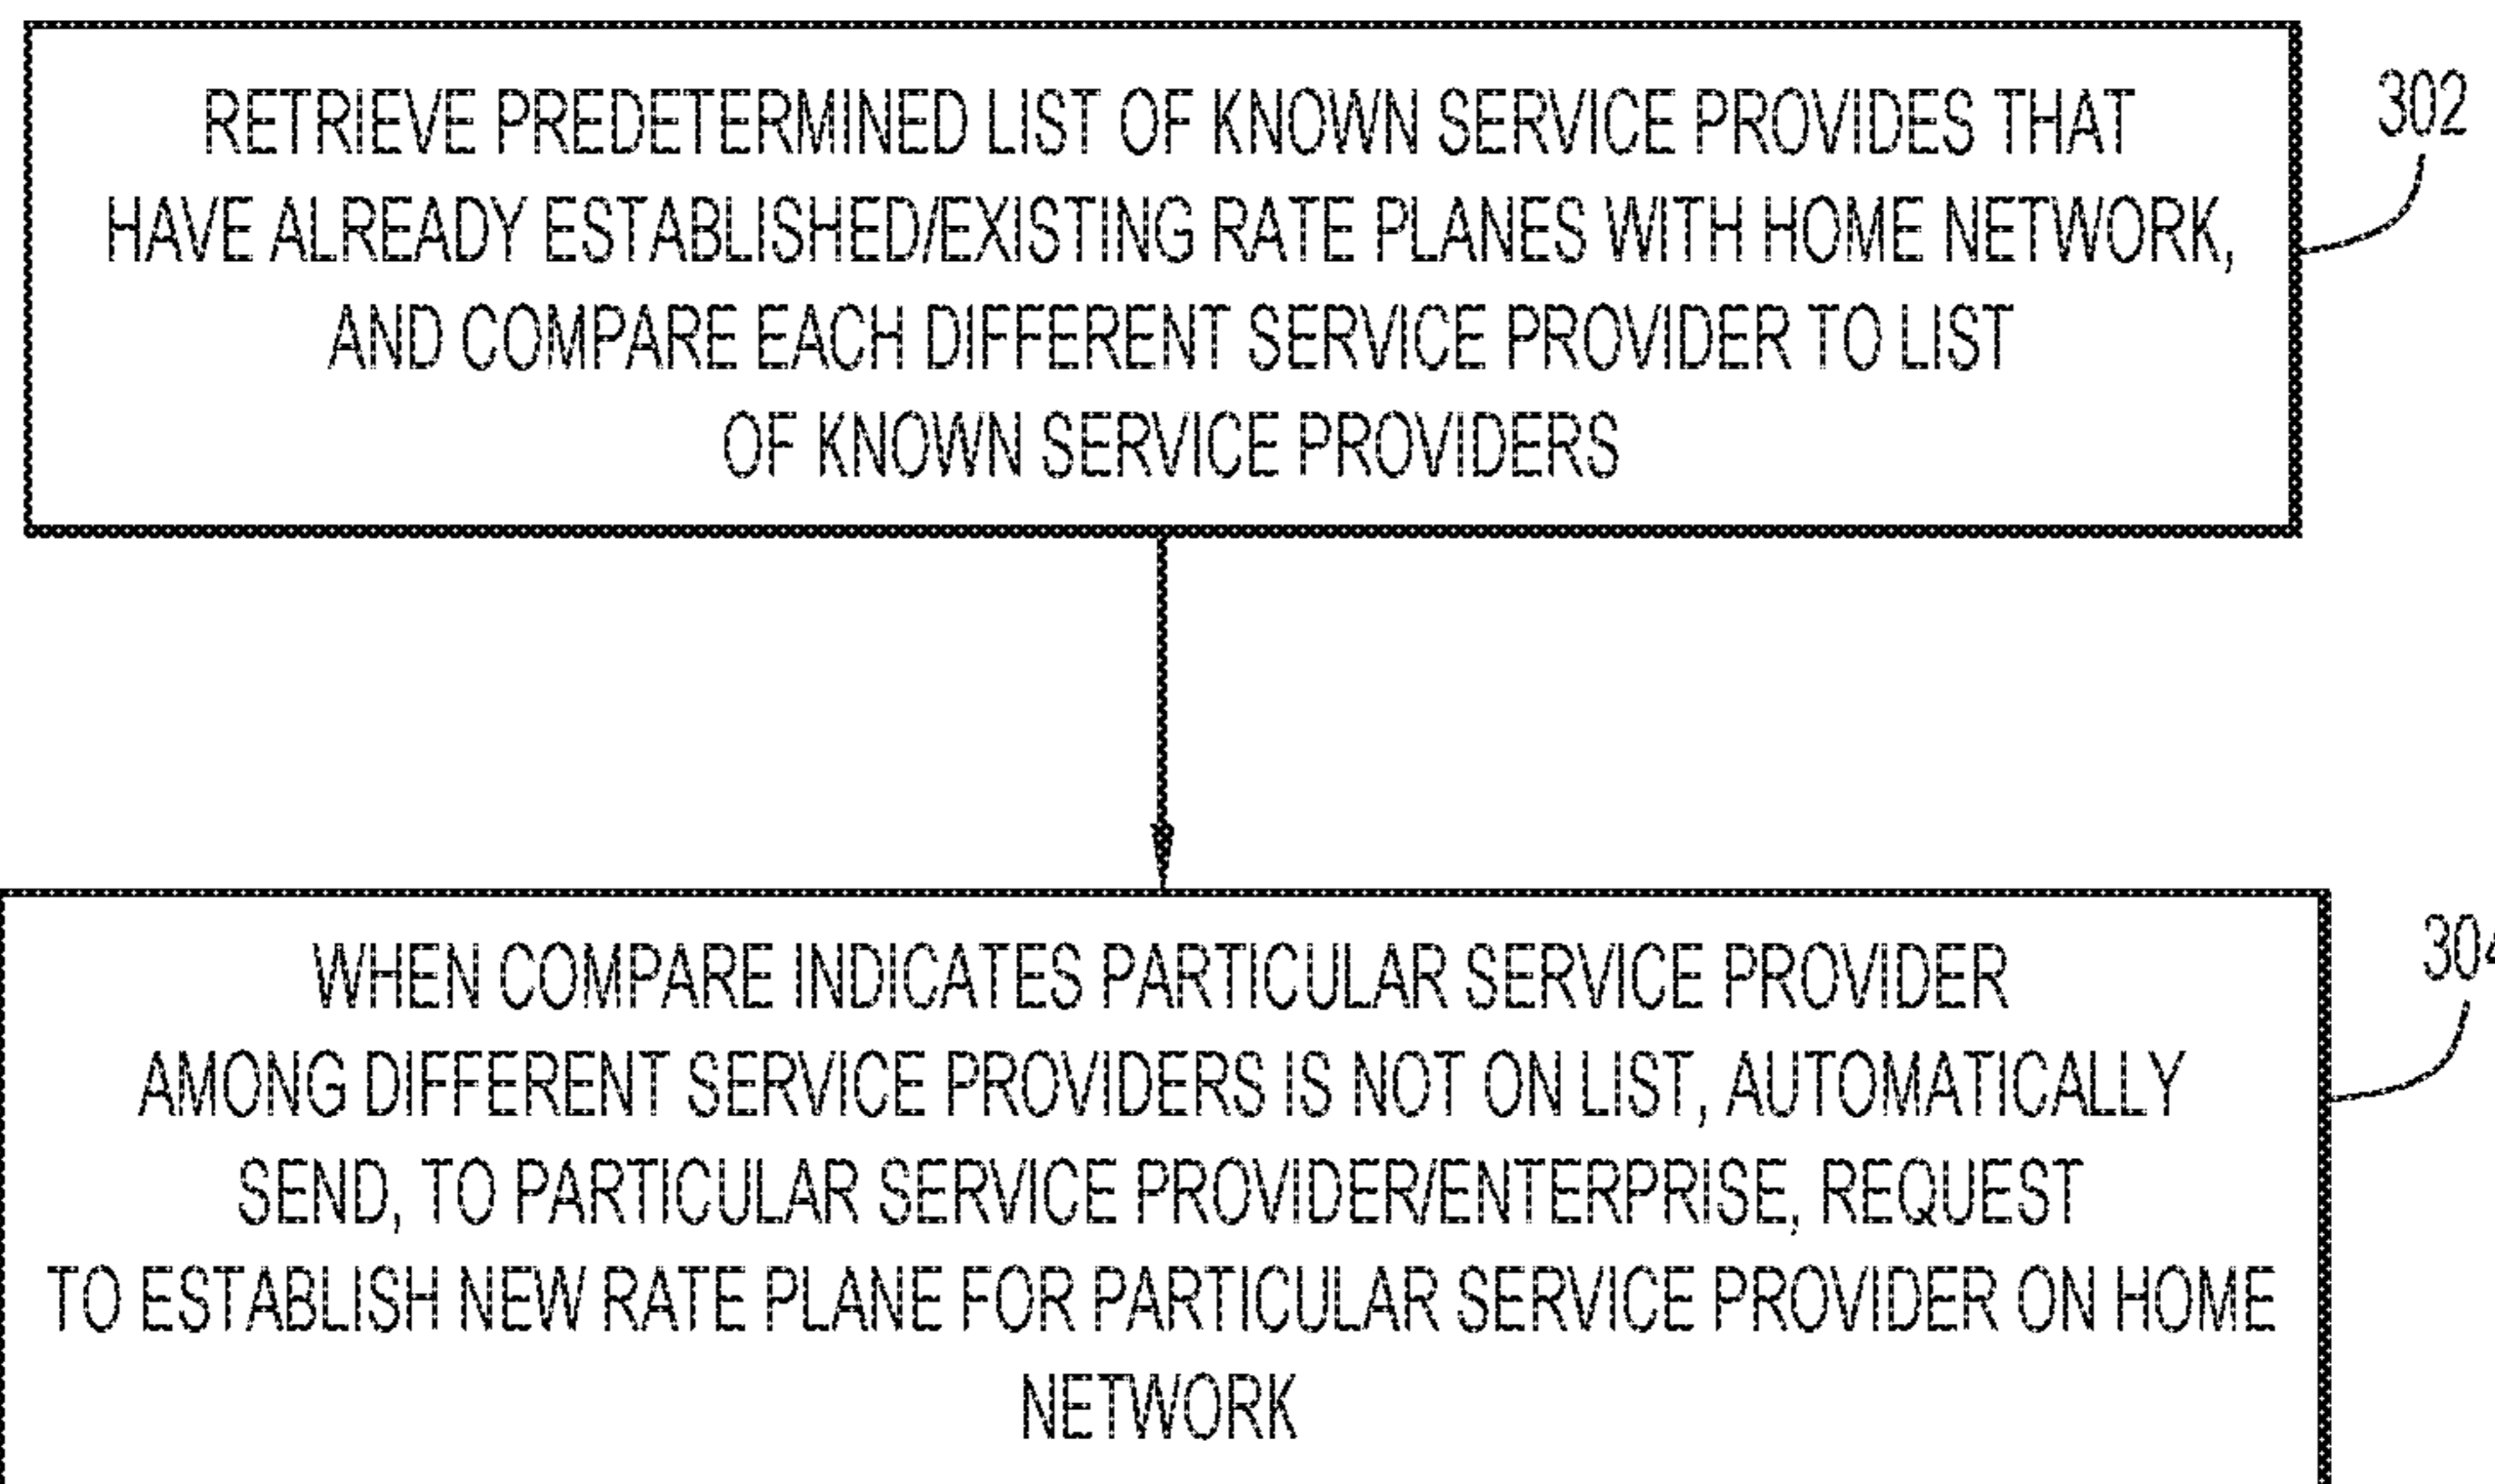 RETRIEVE PREDETERMINED LIST OF KNOWN SERVICE PROVIDES THAT
HAVE ALREADY ESTABLISHED/EXISTING RATE PLANES WITH HOME NETWORK,
AND COMPARE EACH DIFFERENT SERVICE PROVIDER TO LIST
OF KNOWN SERVICE PROVIDERS
302
WHEN COMPARE INDICATES PARTICULAR SERVICE PROVIDER
AMONG DIFFERENT SERVICE PROVIDERS IS NOT ON LIST, AUTOMATICALLY
SEND, TO PARTICULAR SERVICE PROVIDER/ENTERPRISE, REQUEST
TO ESTABLISH NEW RATE PLANE FOR PARTICULAR SERVICE PROVIDER ON HOME
NETWORK
304